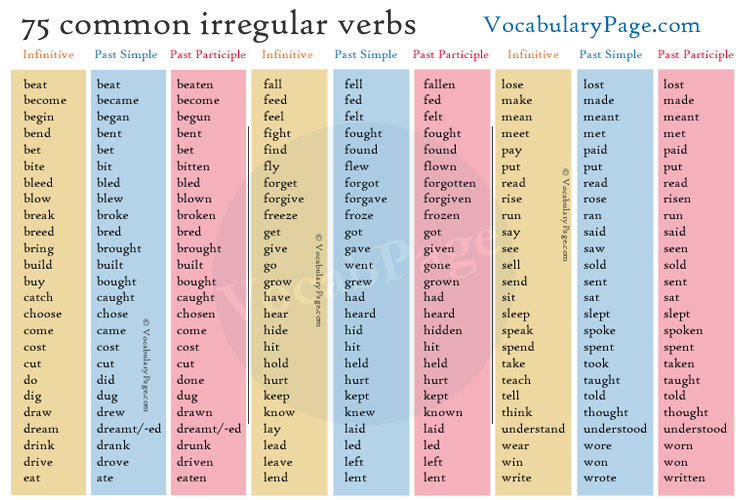 75 common irregular verbs VocabularyPage.com
Infinitive Past Simple Past Participle Infinitive Past Simple Past Participle Infinitive Past Simple Past Participle
beat beat beaten fall fell fallen lose lost lost
become became become feed fed fed make made made
begin began begun feel felt felt mean meant meant
bend bent bent fight fought fought meet met met
bet bet bet find found found pay paid paid
bite bit bitten fly flew flown put put put
bleed bled bled forget forgot forgotten read read read
blow blew blown forgive forgave forgiven rise rose risen
break broke broken freeze froze frozen run ran run
breed bred bred get got got say said said
bring brought brought give gave given see saw seen
build built built go went gone sell sold sold
buy bought bought grow grew grown send sent sent
catch caught caught have had had sit sat sat
choose chose chosen hear heard heard sleep slept slept
come came come hide hid hidden speak spoke spoken
cost cost cost hit hit hit spend spent spent
cut cut cut hold held held take took taken
do did done hurt hurt hurt teach taught taught
dig dug dug keep kept kept tell told told
draw drew drawn know knew known think thought thought
dream dreamt/-ed dreamt/-ed lay laid laid understand understood understood
drink drank drunk lead led led wear wore worn
drive drove driven leave left left win won won
eat ate eaten lend lent lent write wrote written
© VocabularyPage.com
© VocabularyPage.com
© VocabularyPage.com
VocabPage